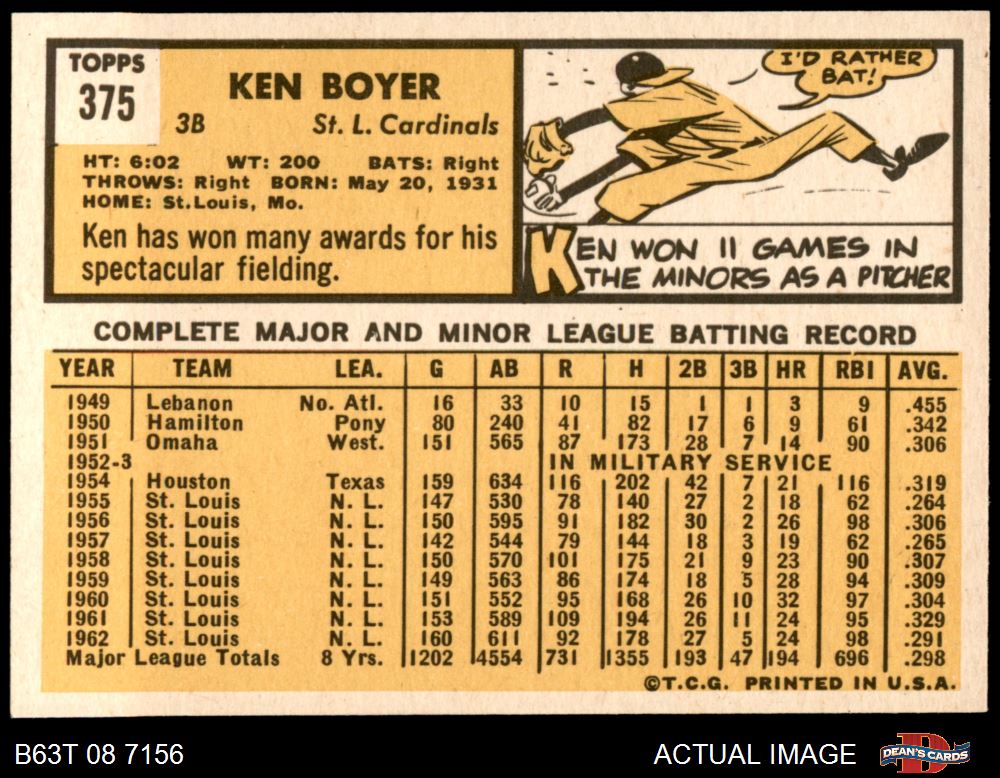 TOPPS
375
KEN BOYER
3B St. L. Cardinals
HT: 6:02 WT: 200 BATS: Right
THROWS: Right BORN: May 20, 1931
HOME: St.Louis, Mo.
Ken has won many awards for his
spectacular fielding.
I'D RATHER
BAT!
KEN WON 11 GAMES IN
THE MINORS AS A PITCHER
COMPLETE MAJOR AND MINOR LEAGUE BATTING RECORD
YEAR TEAM LEA. G AB R H 2B 3B HR RBI AVG.
1949 Lebanon No. Atl. 16 33 10 15 1 1 3 9 .455
1950 Hamilton Pony 80 240 41 82 17 6 9 61 .342
1951 Omaha West. 151 565 87 173 28 7 14 90 .306
1952-3 IN MILITARY SERVICE
1954 Houston Texas 159 634 116 202 42 7 21 116 .319
1955 St. Louis N. L. 147 530 78 140 27 2 18 62 .264
1956 St. Louis N. L. 150 595 91 182 30 2 26 98 .306
1957 St. Louis N. L. 142 544 79 144 18 3 19 62 .265
1958 St. Louis N. L. 150 570 101 175 21 9 23 90 .307
1959 St. Louis N. L. 149 563 86 174 18 5 28 94 .309
1960 St. Louis N. L. 151 552 95 168 26 10 32 97 .304
1961 St. Louis N. L. 153 589 109 194 26 11 24 95 .329
1962 St. Louis N. L. 160 611 92 178 27 5 24 98 .291
Major League Totals 8 Yrs. 1202 4554 731 1355 193 47 194 696 .298
©T.C.G. PRINTED IN U.S.A.
B63T 08 7156 ACTUAL IMAGE DEAN'S CARDS